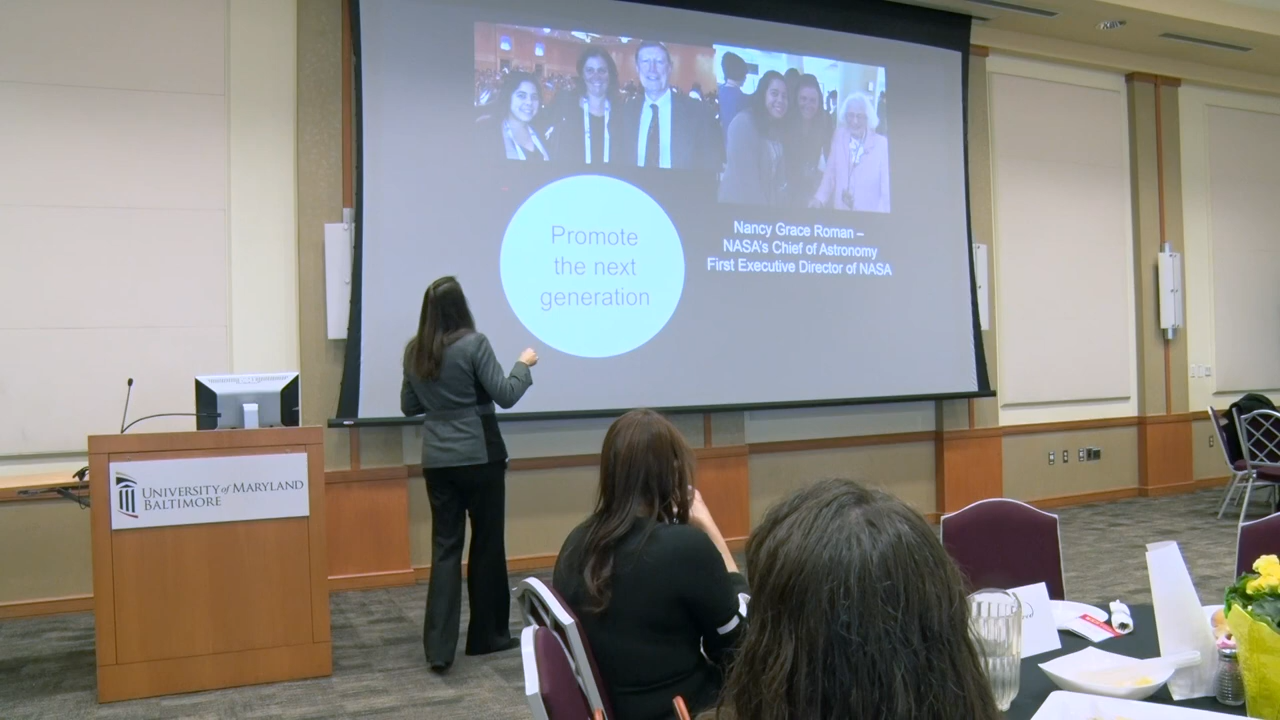 Promote
the next
generation
Nancy Grace Roman –
NASA's Chief of Astronomy
First Executive Director of NASA
UNIVERSITY of MARYLAND
BALTIMORE